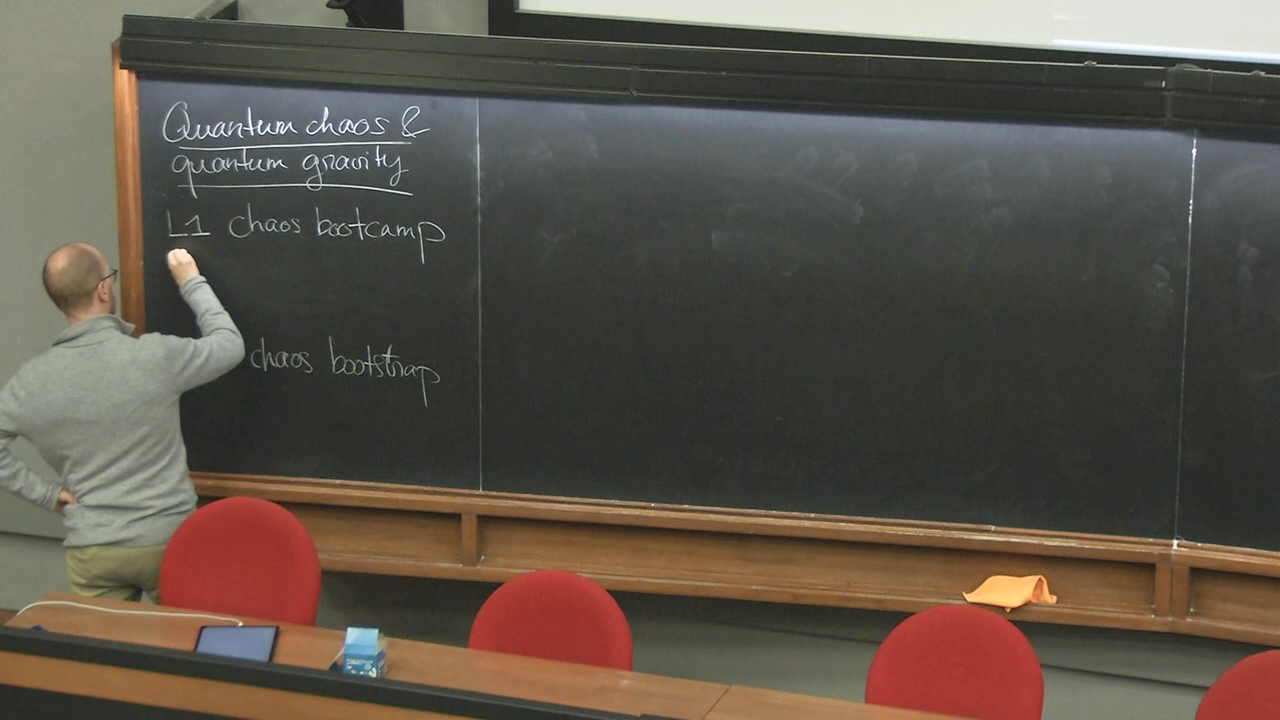 Quantum chaos &
quantum gravity
L1 chaos bootcamp
chaos bootstrap